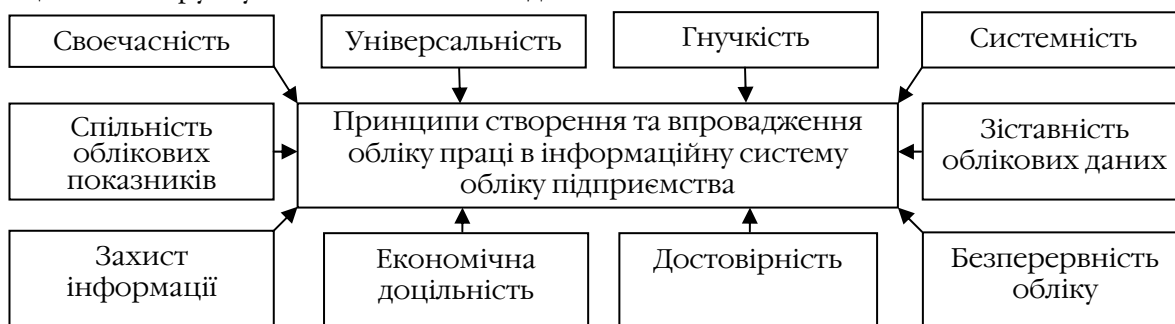 Своєчасність
Універсальність
Гнучкість
Системність
Спільність
облікових
показників
Принципи створення та впровадження
обліку праці в інформаційну систему
обліку підприємства
Зіставність
облікових даних
Захист
інформації
Економічна
доцільність
Достовірність
Безперервність
обліку